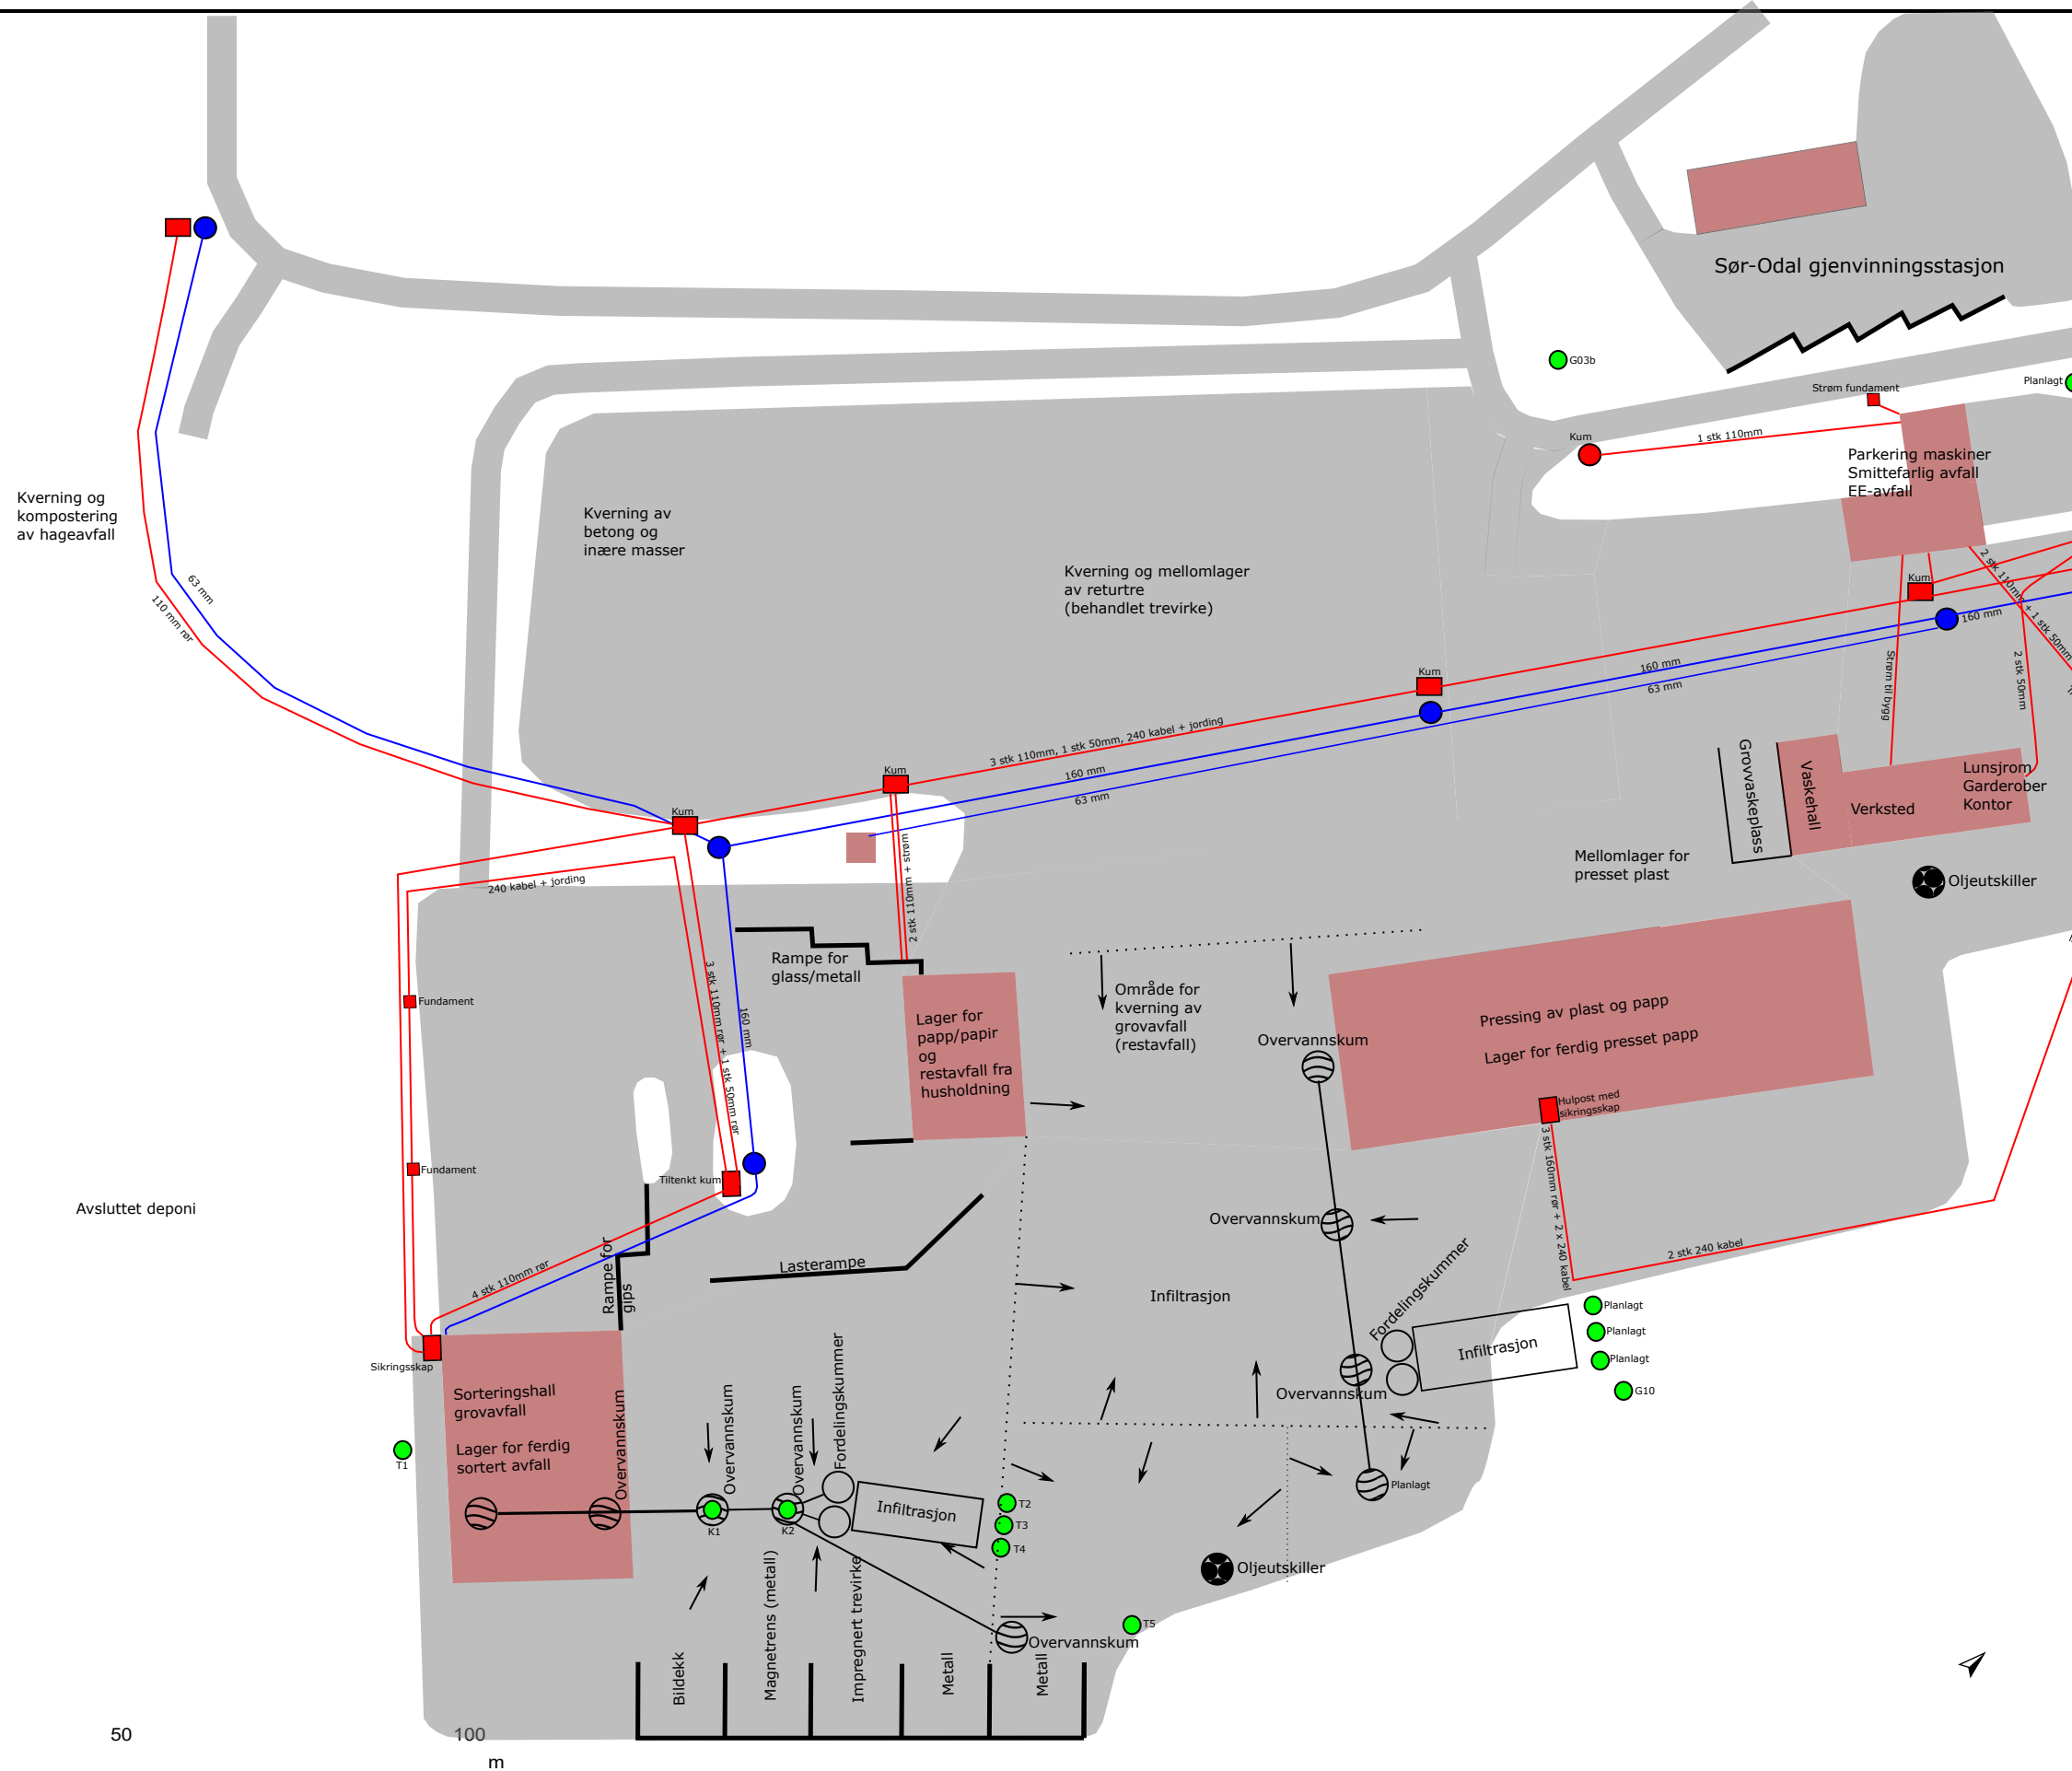 Sør-Odal gjenvinningsstasjon
G03b
Planlagt
Strøm fundament
Kum
1 stk 110mm
Parkering maskiner
Smittefarlig avfall
EE-avfall
Kverning og
kompostering
av hageavfall
Kverning av
betong og
inære masser
Kverning og mellomlager
av returtre
(behandlet trevirke)
63 mm
110 mm rør
Kum
2 stk 110mm + 1 stk 50mm
160 mm
Strøm til bygg
2 stk 50mm
Kum
160 mm
63 mm
3 stk 110mm, 1 stk 50mm, 240 kabel + jording
160 mm
63 mm
Kum
Kum
2 stk 110mm + strøm
240 kabel + jording
Grovvaskeplass
Vaskehall
Verksted
Lunsjrom
Garderober
Kontor
Mellomlager for
presset plast
Oljeutskiller
Rampe for
glass/metall
3 stk 110mm rør + 1 stk 50mm rør
160 mm
Fundament
Fundament
Lager for
papp/papir
og
restavfall fra
husholdning
Område for
kverning av
grovavfall
(restavfall)
Overvannskum
Pressing av plast og papp
Lager for ferdig presset papp
Hulpost med
sikringsskap
3 stk 160mm rør + 2 x 240 kabel
2 stk 240 kabel
Avsluttet deponi
Tiltenkt kum
4 stk 110mm rør
Rampe for
gips
Lasterampe
Overvannskum
Infiltrasjon
Fordelingskummer
Infiltrasjon
Overvannskum
Planlagt
Planlagt
Planlagt
G10
Sikringsskap
Sorteringshall
grovavfall
Lager for ferdig
sortert avfall
T1
Overvannskum
Overvannskum
Overvannskum
Fordelingskummer
K1
K2
Infiltrasjon
T2
T3
T4
Planlagt
Oljeutskiller
T5
Overvannskum
Bildekk
Magnetrens (metall)
Impregnert trevirke
Metall
Metall
50
100
m